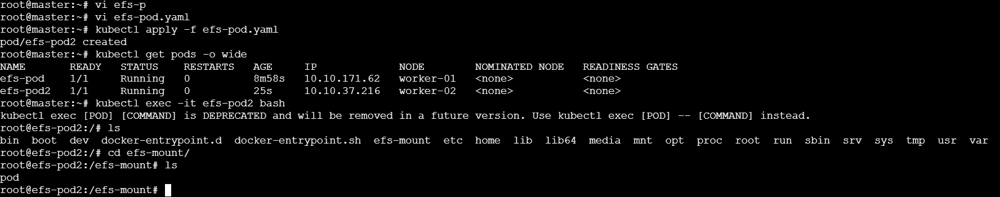 root@master:~# vi efs-p
root@master:~# vi efs-pod.yaml
root@master:~# kubectl apply -f efs-pod.yaml
pod/efs-pod2 created
root@master:~# kubectl get pods -o wide
NAME READY STATUS RESTARTS AGE IP NODE NOMINATED NODE READINESS GATES
efs-pod 1/1 Running 0 8m58s 10.10.171.62 worker-01 <none> <none>
efs-pod2 1/1 Running 0 25s 10.10.37.216 worker-02 <none> <none>
root@master:~# kubectl exec -it efs-pod2 bash
kubectl exec [POD] [COMMAND] is DEPRECATED and will be removed in a future version. Use kubectl exec [POD] -- [COMMAND] instead.
root@efs-pod2:/# ls
bin boot dev docker-entrypoint.d docker-entrypoint.sh efs-mount etc home lib lib64 media mnt opt proc root run sbin srv sys tmp usr var
root@efs-pod2:/# cd efs-mount/
root@efs-pod2:/efs-mount# ls
pod
root@efs-pod2:/efs-mount#